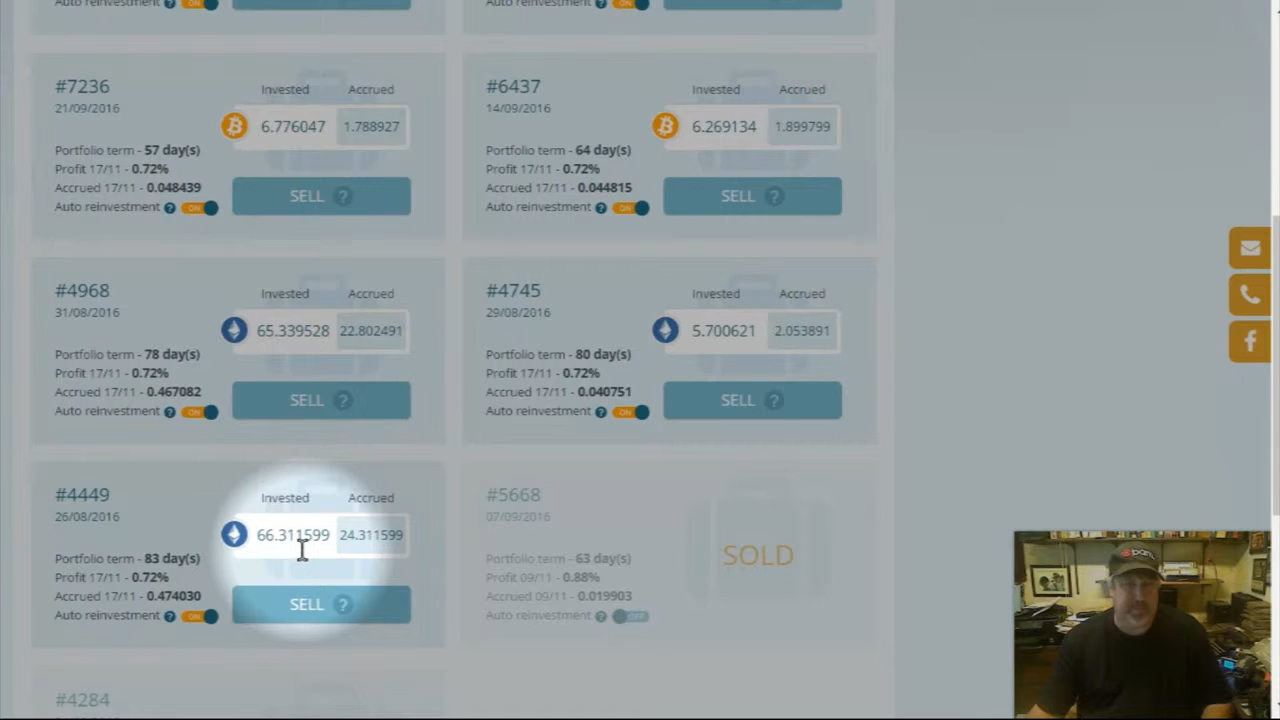 Auto reinvestment ? ON
SELL ?
Auto reinvestment ? ON
SELL ?
#7236
21/09/2016
Invested Accrued
6.776047 1.788927
Portfolio term - 57 day(s)
Profit 17/11 - 0.72%
Accrued 17/11 - 0.048439
Auto reinvestment ? ON
SELL ?
#6437
14/09/2016
Invested Accrued
6.269134 1.899799
Portfolio term - 64 day(s)
Profit 17/11 - 0.72%
Accrued 17/11 - 0.044815
Auto reinvestment ? ON
SELL ?
#4968
31/08/2016
Invested Accrued
65.339528 22.802491
Portfolio term - 78 day(s)
Profit 17/11 - 0.72%
Accrued 17/11 - 0.467082
Auto reinvestment ? ON
SELL ?
#4745
29/08/2016
Invested Accrued
5.700621 2.053891
Portfolio term - 80 day(s)
Profit 17/11 - 0.72%
Accrued 17/11 - 0.040751
Auto reinvestment ? ON
SELL ?
#4449
26/08/2016
Invested Accrued
66.311599 24.311599
Portfolio term - 83 day(s)
Profit 17/11 - 0.72%
Accrued 17/11 - 0.474030
Auto reinvestment ? ON
SELL ?
#5668
07/09/2016
Portfolio term - 63 day(s)
Profit 09/11 - 0.88%
Accrued 09/11 - 0.019903
Auto reinvestment ? OFF
SOLD
#4284